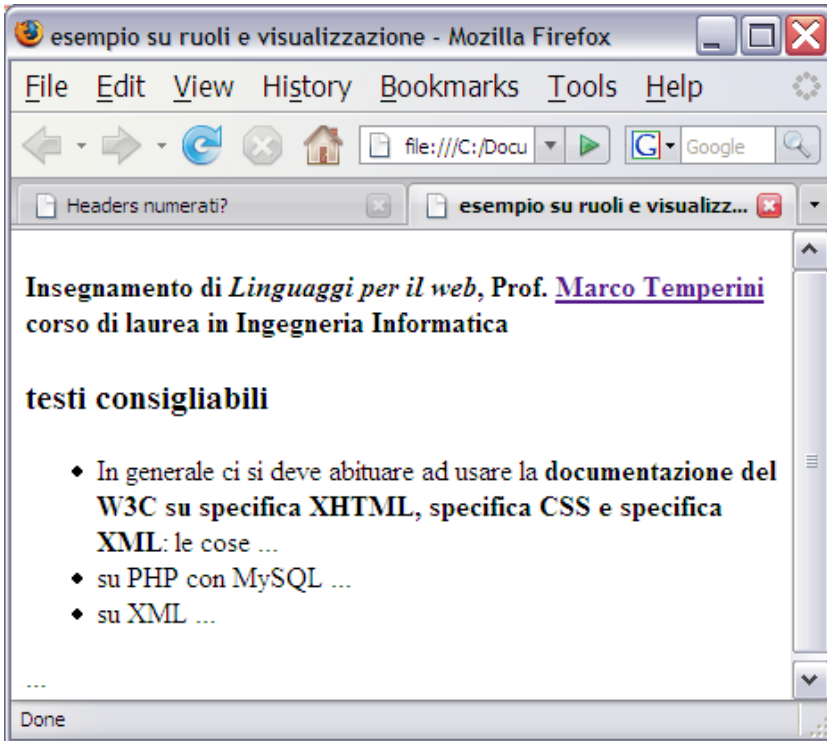 esempio su ruoli e visualizzazione - Mozilla Firefox
File Edit View History Bookmarks Tools Help
file:///C:/Docu G Google
Headers numerati? esempio su ruoli e visualizz...
Insegnamento di Linguaggi per il web, Prof. Marco Temperini
corso di laurea in Ingegneria Informatica
testi consigliabili
• In generale ci si deve abituare ad usare la documentazione del
W3C su specifica XHTML, specifica CSS e specifica
XML: le cose ...
• su PHP con MySQL ...
• su XML ...
...
Done